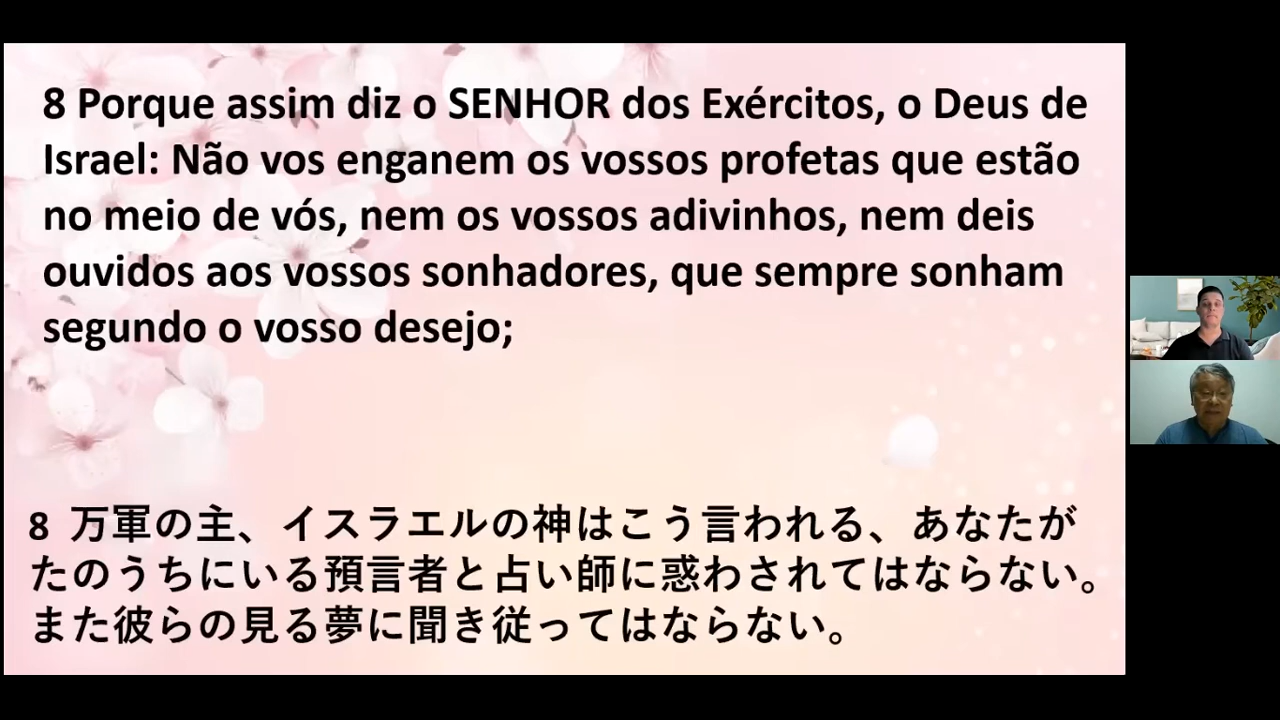 8 Porque assim diz o SENHOR dos Exércitos, o Deus de
Israel: Não vos enganem os vossos profetas que estão
no meio de vós, nem os vossos adivinhos, nem deis
ouvidos aos vossos sonhadores, que sempre sonham
segundo o vosso desejo;
8 万軍の主、イスラエルの神はこう言われる、あなたが
たのうちにいる預言者と占い師に惑わされてはならない。
また彼らの見る夢に聞き従ってはならない。